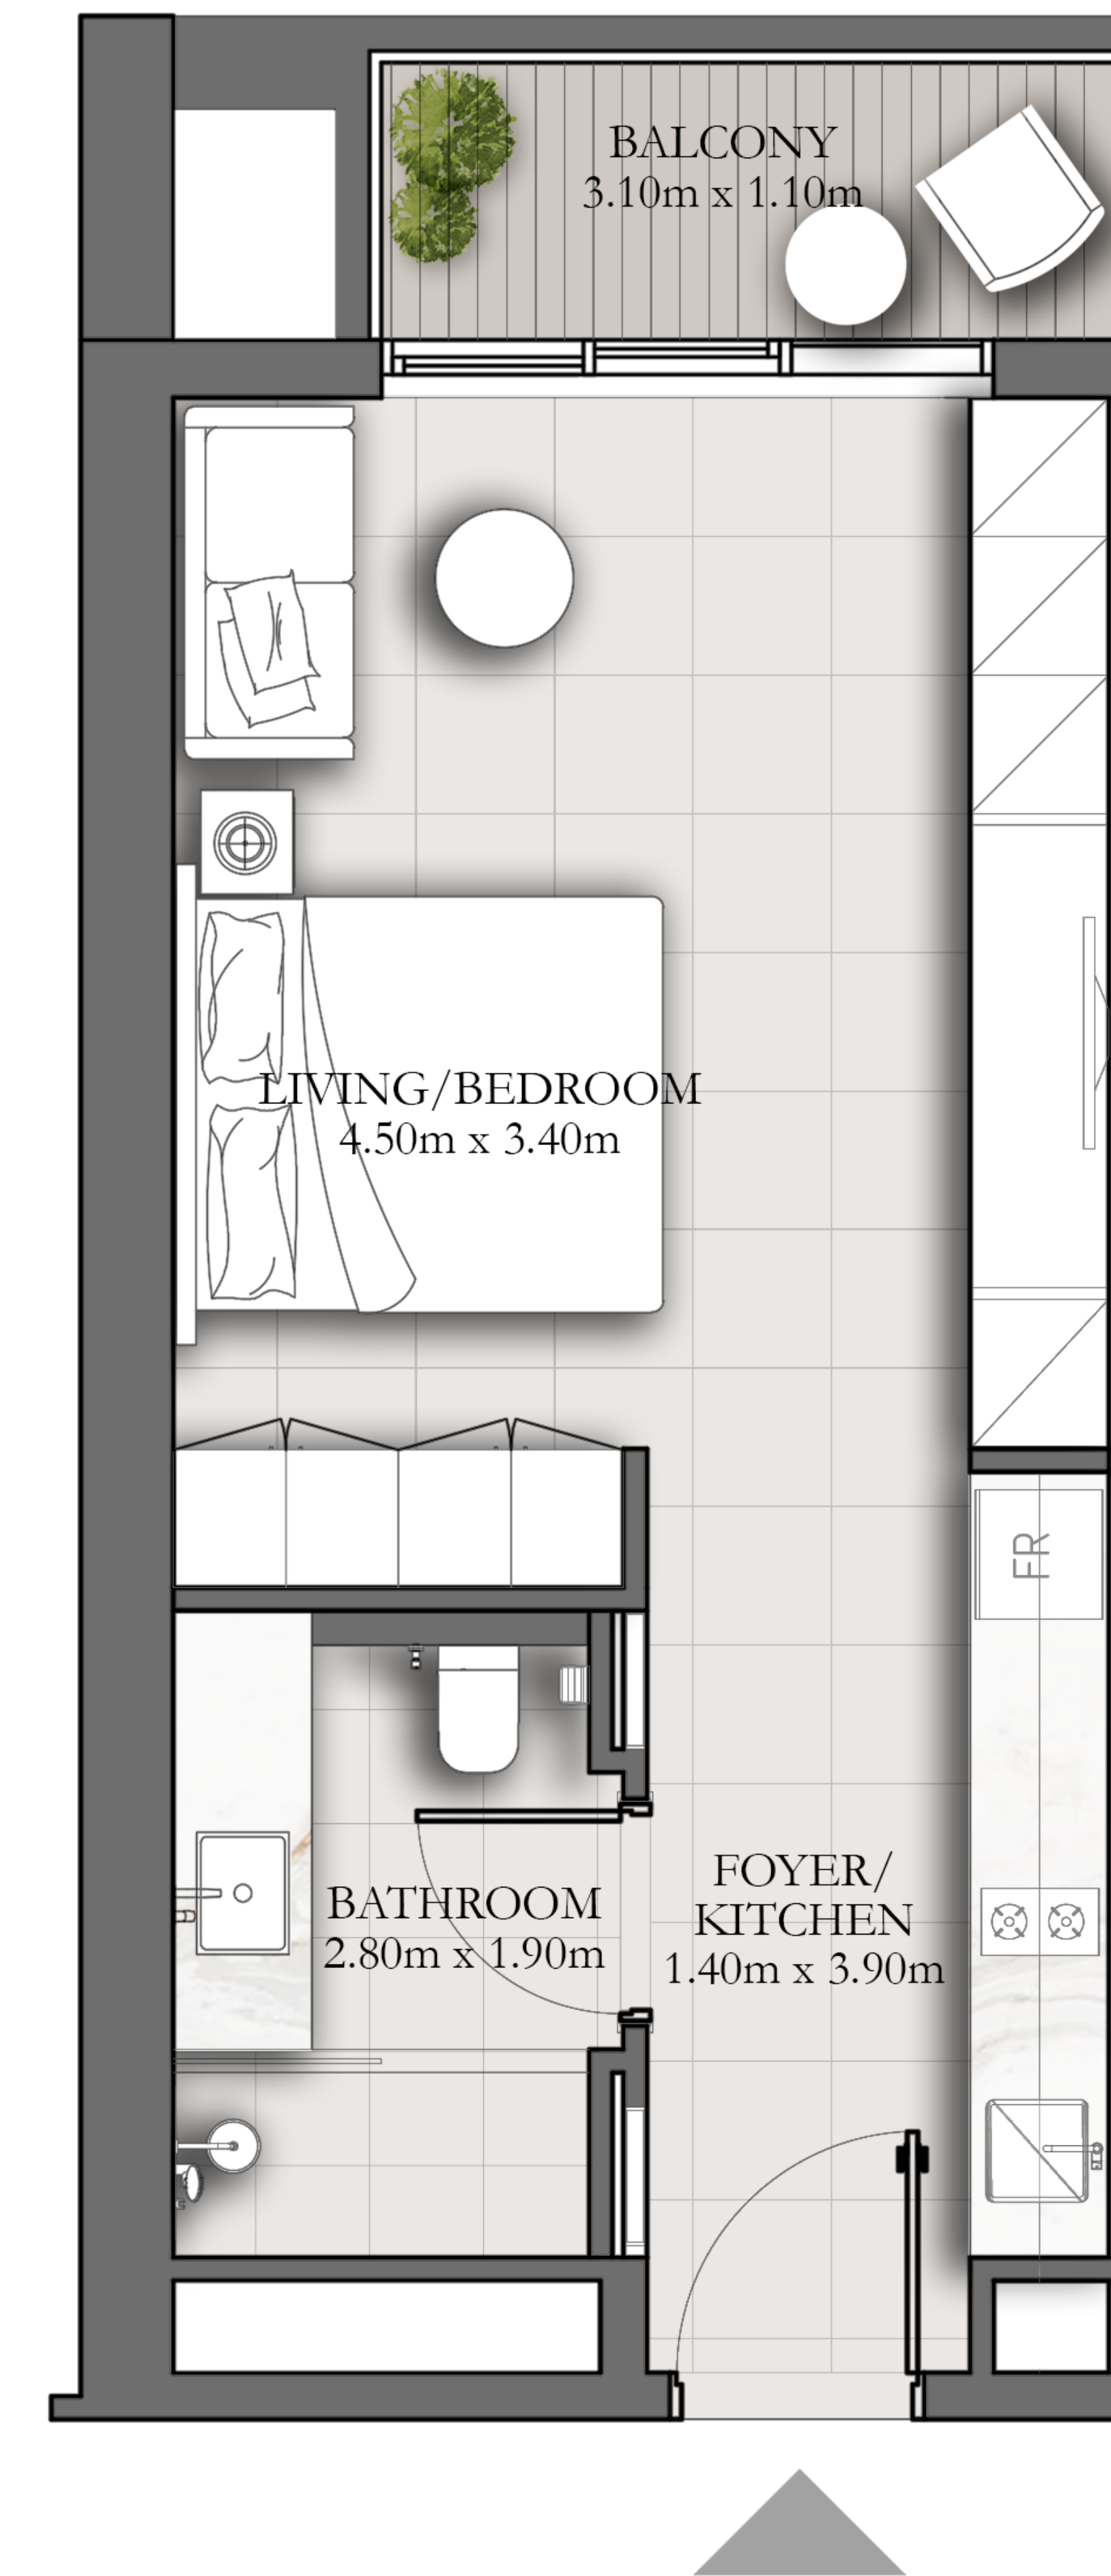 BALCONY
3.10m x 1.10m
LIVING/BEDROOM
4.50m x 3.40m
FR
BATHROOM
2.80m x 1.90m
FOYER/
KITCHEN
1.40m x 3.90m